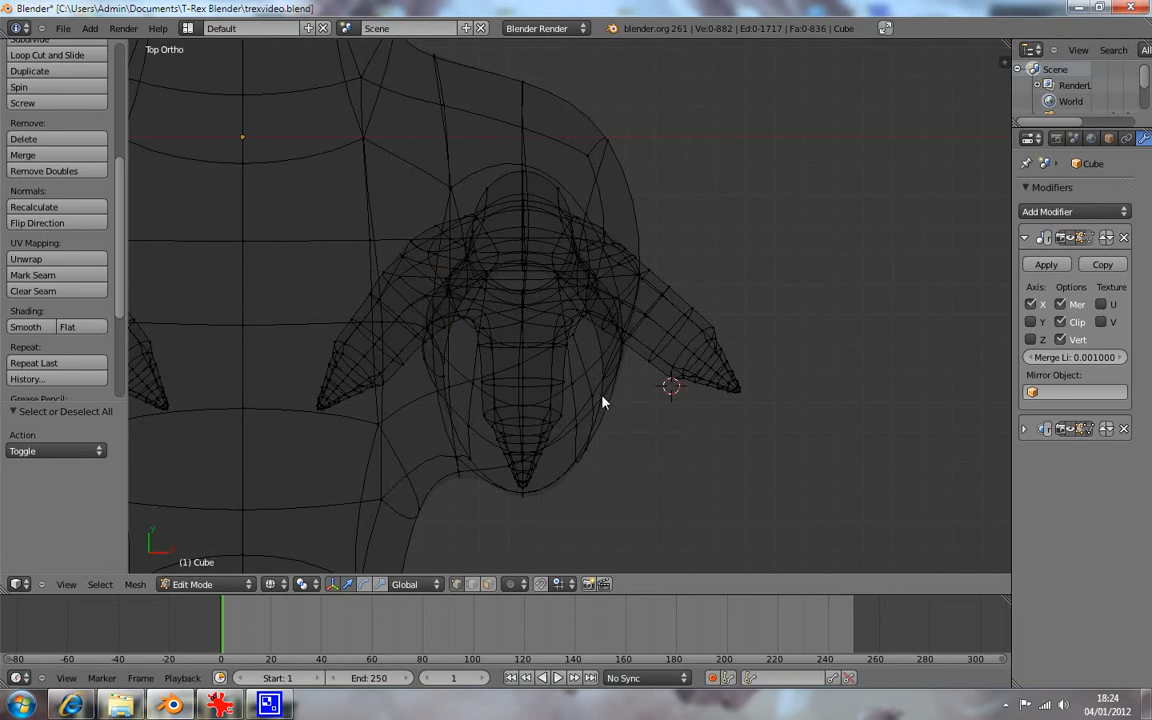 Blender* [C:\Users\Admin\Documents\T-Rex Blender\trexvideo.blend]
File Add Render Help Default Scene Blender Render blender.org 261 | Ve:0-882 | Ed:0-1717 | Fa:0-836 | Cube
Subdivide
Loop Cut and Slide
Duplicate
Spin
Screw
Remove:
Delete
Merge
Remove Doubles
Normals:
Recalculate
Flip Direction
UV Mapping:
Unwrap
Mark Seam
Clear Seam
Shading:
Smooth Flat
Repeat:
Repeat Last
History...
Grease Pencil:
Select or Deselect All
Action
Toggle
Top Ortho
y
x
(1) Cube
View Search All
Scene
RenderL
World
Cube
Modifiers
Add Modifier
Apply Copy
Axis: Options Texture
X Mer U
Y Clip V
Z Vert
Merge Li: 0.001000
Mirror Object:
View Select Mesh Edit Mode Global
-80 -60 -40 -20 0 20 40 60 80 100 120 140 160 180 200 220 240 260 280 300
View Marker Frame Playback Start: 1 End: 250 1 No Sync
18:24
04/01/2012